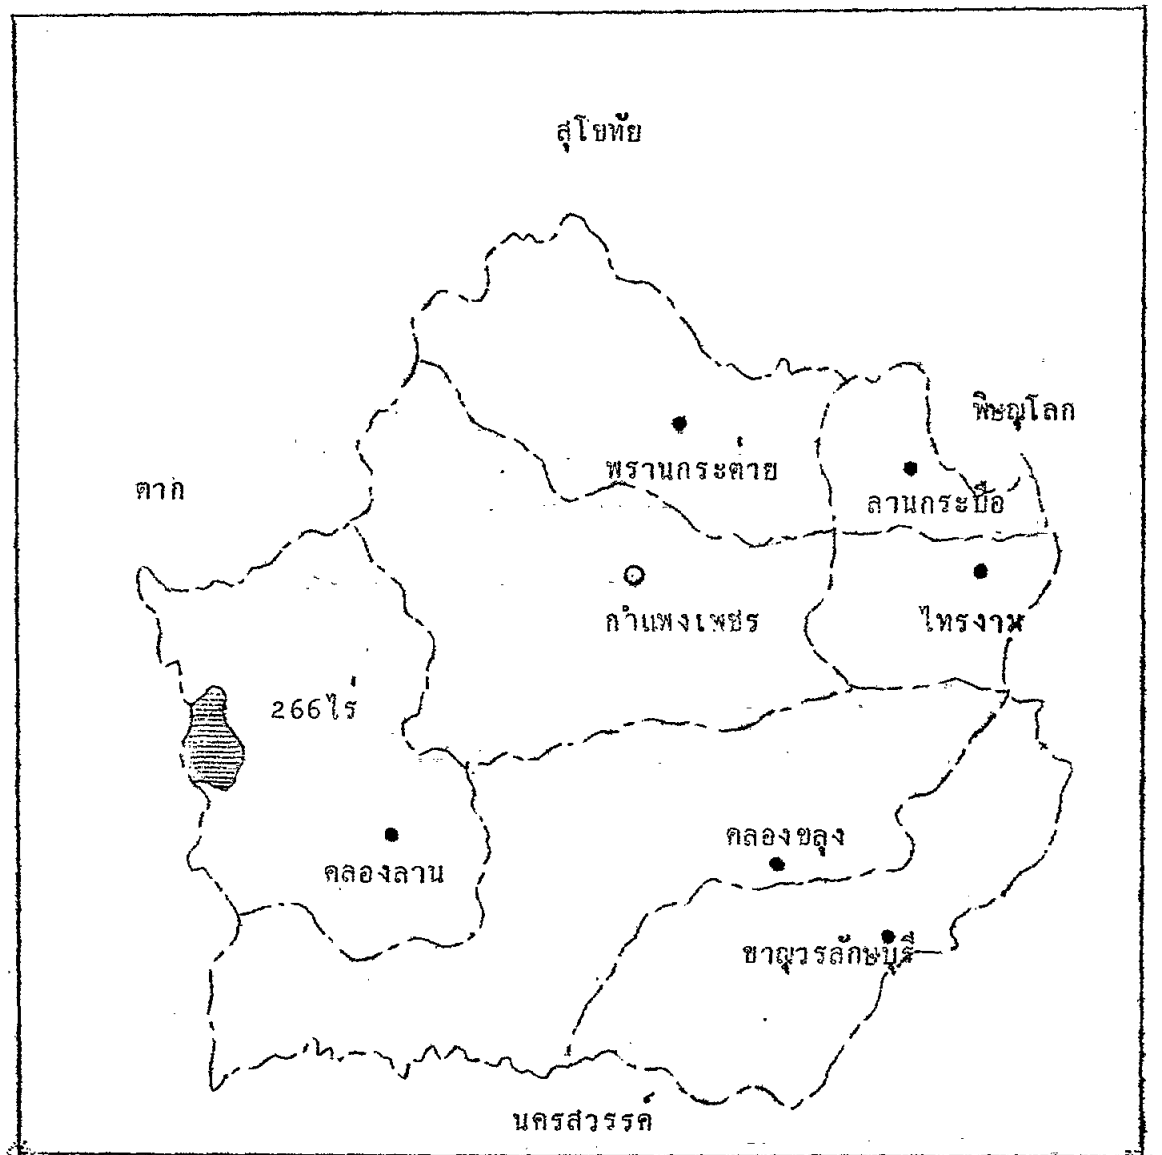 สุโขทัย
พิษณุโลก
พรานกระต่าย
ตาก
ลานกระบือ
กำแพงเพชร
ไทรงาม
266ไร่
คลองขลุง
คลองลาน
ขาณุวรลักษบุรี
นครสวรรค์